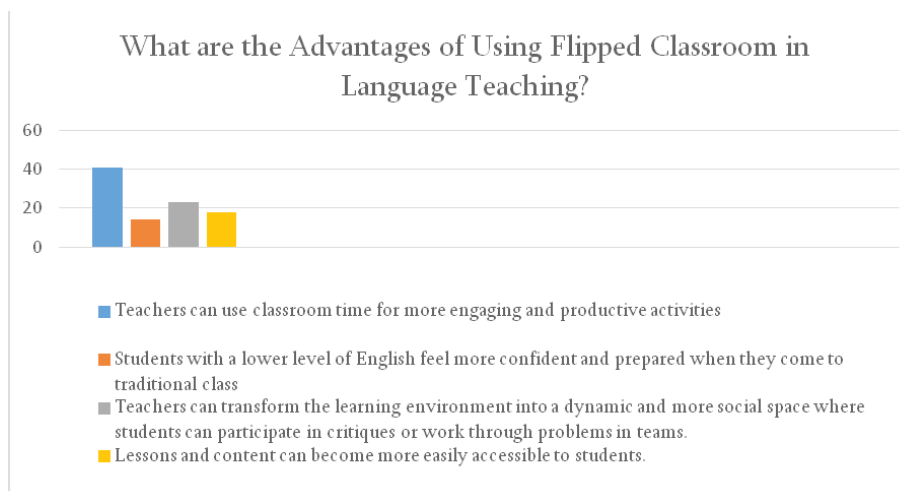 What are the Advantages of Using Flipped Classroom in
Language Teaching?
60
40
20
0
Teachers can use classroom time for more engaging and productive activities
Students with a lower level of English feel more confident and prepared when they come to
traditional class
Teachers can transform the learning environment into a dynamic and more social space where
students can participate in critiques or work through problems in teams.
Lessons and content can become more easily accessible to students.